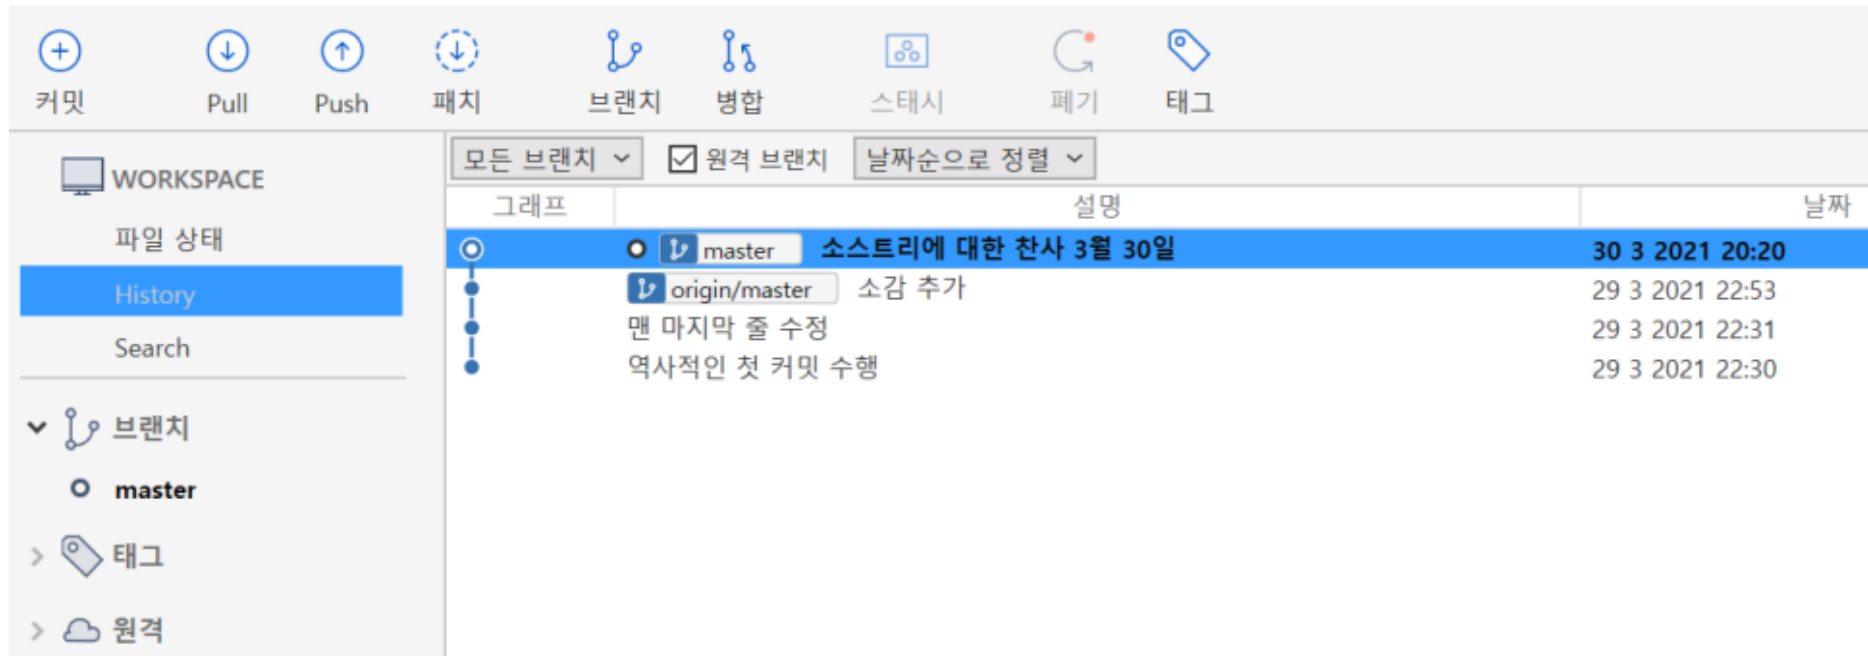 커밋 Pull Push 패치 브랜치 병합 스태시 폐기 태그
모든 브랜치 원격 브랜치 날짜순으로 정렬
WORKSPACE
파일 상태
History
Search
브랜치
master
태그
원격
그래프 설명 날짜
master 소스트리에 대한 찬사 3월 30일 30 3 2021 20:20
origin/master 소감 추가 29 3 2021 22:53
맨 마지막 줄 수정 29 3 2021 22:31
역사적인 첫 커밋 수행 29 3 2021 22:30